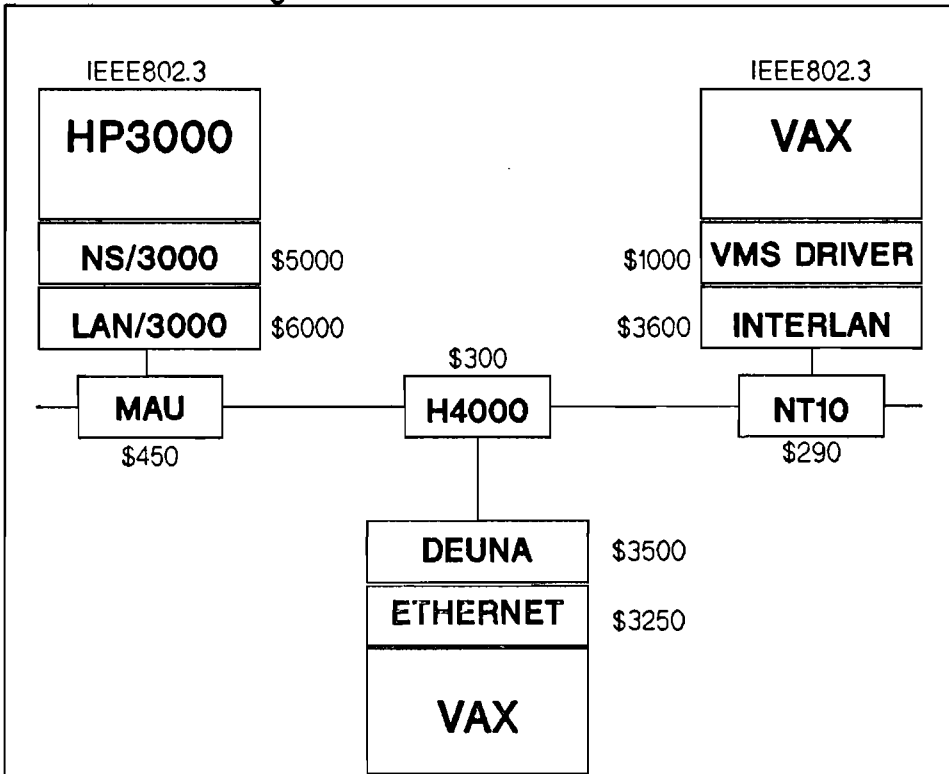 IEEE802.3
HP3000
NS/3000 $5000
LAN/3000 $6000
MAU
$450
$300
H4000
IEEE802.3
VAX
$1000 VMS DRIVER
$3600 INTERLAN
NT10
$290
DEUNA $3500
ETHERNET $3250
VAX